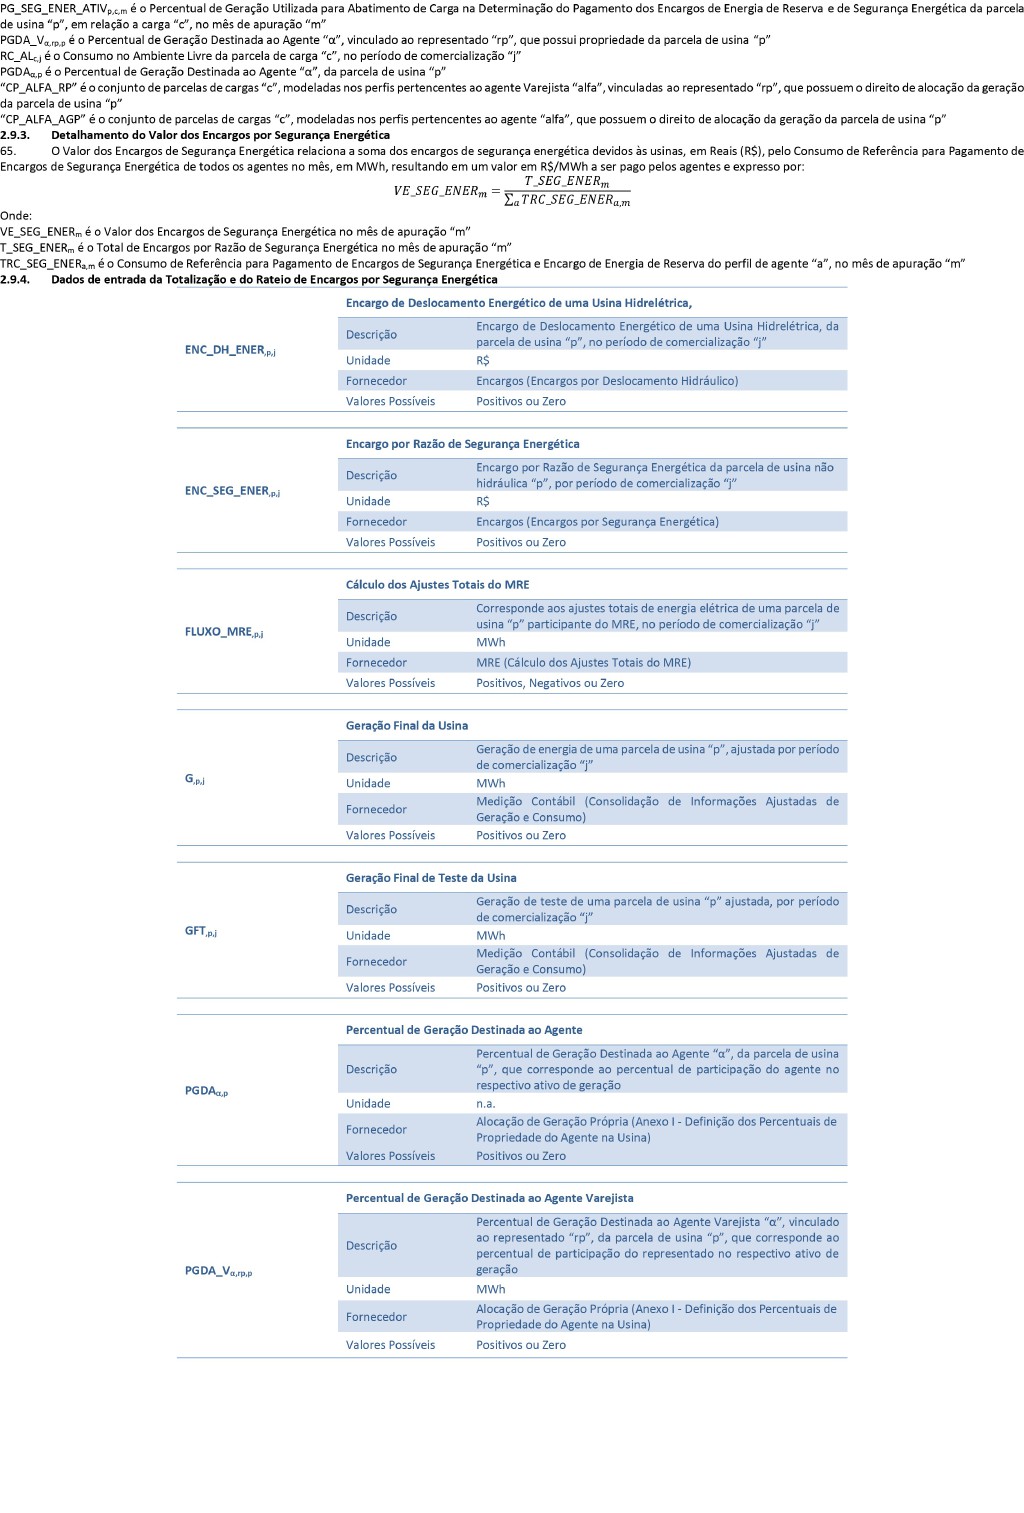 PG_SEG_ENER_ATIVp,c,m é o Percentual de Geração Utilizada para Abatimento de Carga na Determinação do Pagamento dos Encargos de Energia de Reserva e de Segurança Energética da parcela
de usina “p”, em relação a carga “c”, no mês de apuração “m”
PGDA_Vα,rp,p é o Percentual de Geração Destinada ao Agente “α”, vinculado ao representado “rp”, que possui propriedade da parcela de usina “p”
RC_ALc,j é o Consumo no Ambiente Livre da parcela de carga “c”, no período de comercialização “j”
PGDAα,p é o Percentual de Geração Destinada ao Agente “α”, da parcela de usina “p”
“CP_ALFA_RP” é o conjunto de parcelas de cargas “c”, modeladas nos perfis pertencentes ao agente Varejista “alfa”, vinculadas ao representado “rp”, que possuem o direito de alocação da geração
da parcela de usina “p”
“CP_ALFA_AGP” é o conjunto de parcelas de cargas “c”, modeladas nos perfis pertencentes ao agente “alfa”, que possuem o direito de alocação da geração da parcela de usina “p”
2.9.3. Detalhamento do Valor dos Encargos por Segurança Energética
65. O Valor dos Encargos de Segurança Energética relaciona a soma dos encargos de segurança energética devidos às usinas, em Reais (R$), pelo Consumo de Referência para Pagamento de
Encargos de Segurança Energética de todos os agentes no mês, em MWh, resultando em um valor em R$/MWh a ser pago pelos agentes e expresso por:
VE_SEG_ENERm = T_SEG_ENERm / ∑a TRC_SEG_ENERa,m
Onde:
VE_SEG_ENERm é o Valor dos Encargos de Segurança Energética no mês de apuração “m”
T_SEG_ENERm é o Total de Encargos por Razão de Segurança Energética no mês de apuração “m”
TRC_SEG_ENERa,m é o Consumo de Referência para Pagamento de Encargos de Segurança Energética e Encargo de Energia de Reserva do perfil de agente “a”, no mês de apuração “m”
2.9.4. Dados de entrada da Totalização e do Rateio de Encargos por Segurança Energética
ENC_DH_ENER,p,j
Encargo de Deslocamento Energético de uma Usina Hidrelétrica,
Descrição Encargo de Deslocamento Energético de uma Usina Hidrelétrica, da
parcela de usina “p”, no período de comercialização “j”
Unidade R$
Fornecedor Encargos (Encargos por Deslocamento Hidráulico)
Valores Possíveis Positivos ou Zero
ENC_SEG_ENER,p,j
Encargo por Razão de Segurança Energética
Descrição Encargo por Razão de Segurança Energética da parcela de usina não
hidráulica “p”, por período de comercialização “j”
Unidade R$
Fornecedor Encargos (Encargos por Segurança Energética)
Valores Possíveis Positivos ou Zero
FLUXO_MRE,p,j
Cálculo dos Ajustes Totais do MRE
Descrição Corresponde aos ajustes totais de energia elétrica de uma parcela de
usina “p” participante do MRE, no período de comercialização “j”
Unidade MWh
Fornecedor MRE (Cálculo dos Ajustes Totais do MRE)
Valores Possíveis Positivos, Negativos ou Zero
G,p,j
Geração Final da Usina
Descrição Geração de energia de uma parcela de usina “p”, ajustada por período
de comercialização “j”
Unidade MWh
Fornecedor Medição Contábil (Consolidação de Informações Ajustadas de
Geração e Consumo)
Valores Possíveis Positivos ou Zero
GFT,p,j
Geração Final de Teste da Usina
Descrição Geração de teste de uma parcela de usina “p” ajustada, por período
de comercialização “j”
Unidade MWh
Fornecedor Medição Contábil (Consolidação de Informações Ajustadas de
Geração e Consumo)
Valores Possíveis Positivos ou Zero
PGDAα,p
Percentual de Geração Destinada ao Agente
Descrição Percentual de Geração Destinada ao Agente “α”, da parcela de usina
“p”, que corresponde ao percentual de participação do agente no
respectivo ativo de geração
Unidade n.a.
Fornecedor Alocação de Geração Própria (Anexo I - Definição dos Percentuais de
Propriedade do Agente na Usina)
Valores Possíveis Positivos ou Zero
PGDA_Vα,rp,p
Percentual de Geração Destinada ao Agente Varejista
Descrição Percentual de Geração Destinada ao Agente Varejista “α”, vinculado
ao representado “rp”, da parcela de usina “p”, que corresponde ao
percentual de participação do representado no respectivo ativo de
geração
Unidade MWh
Fornecedor Alocação de Geração Própria (Anexo I - Definição dos Percentuais de
Propriedade do Agente na Usina)
Valores Possíveis Positivos ou Zero